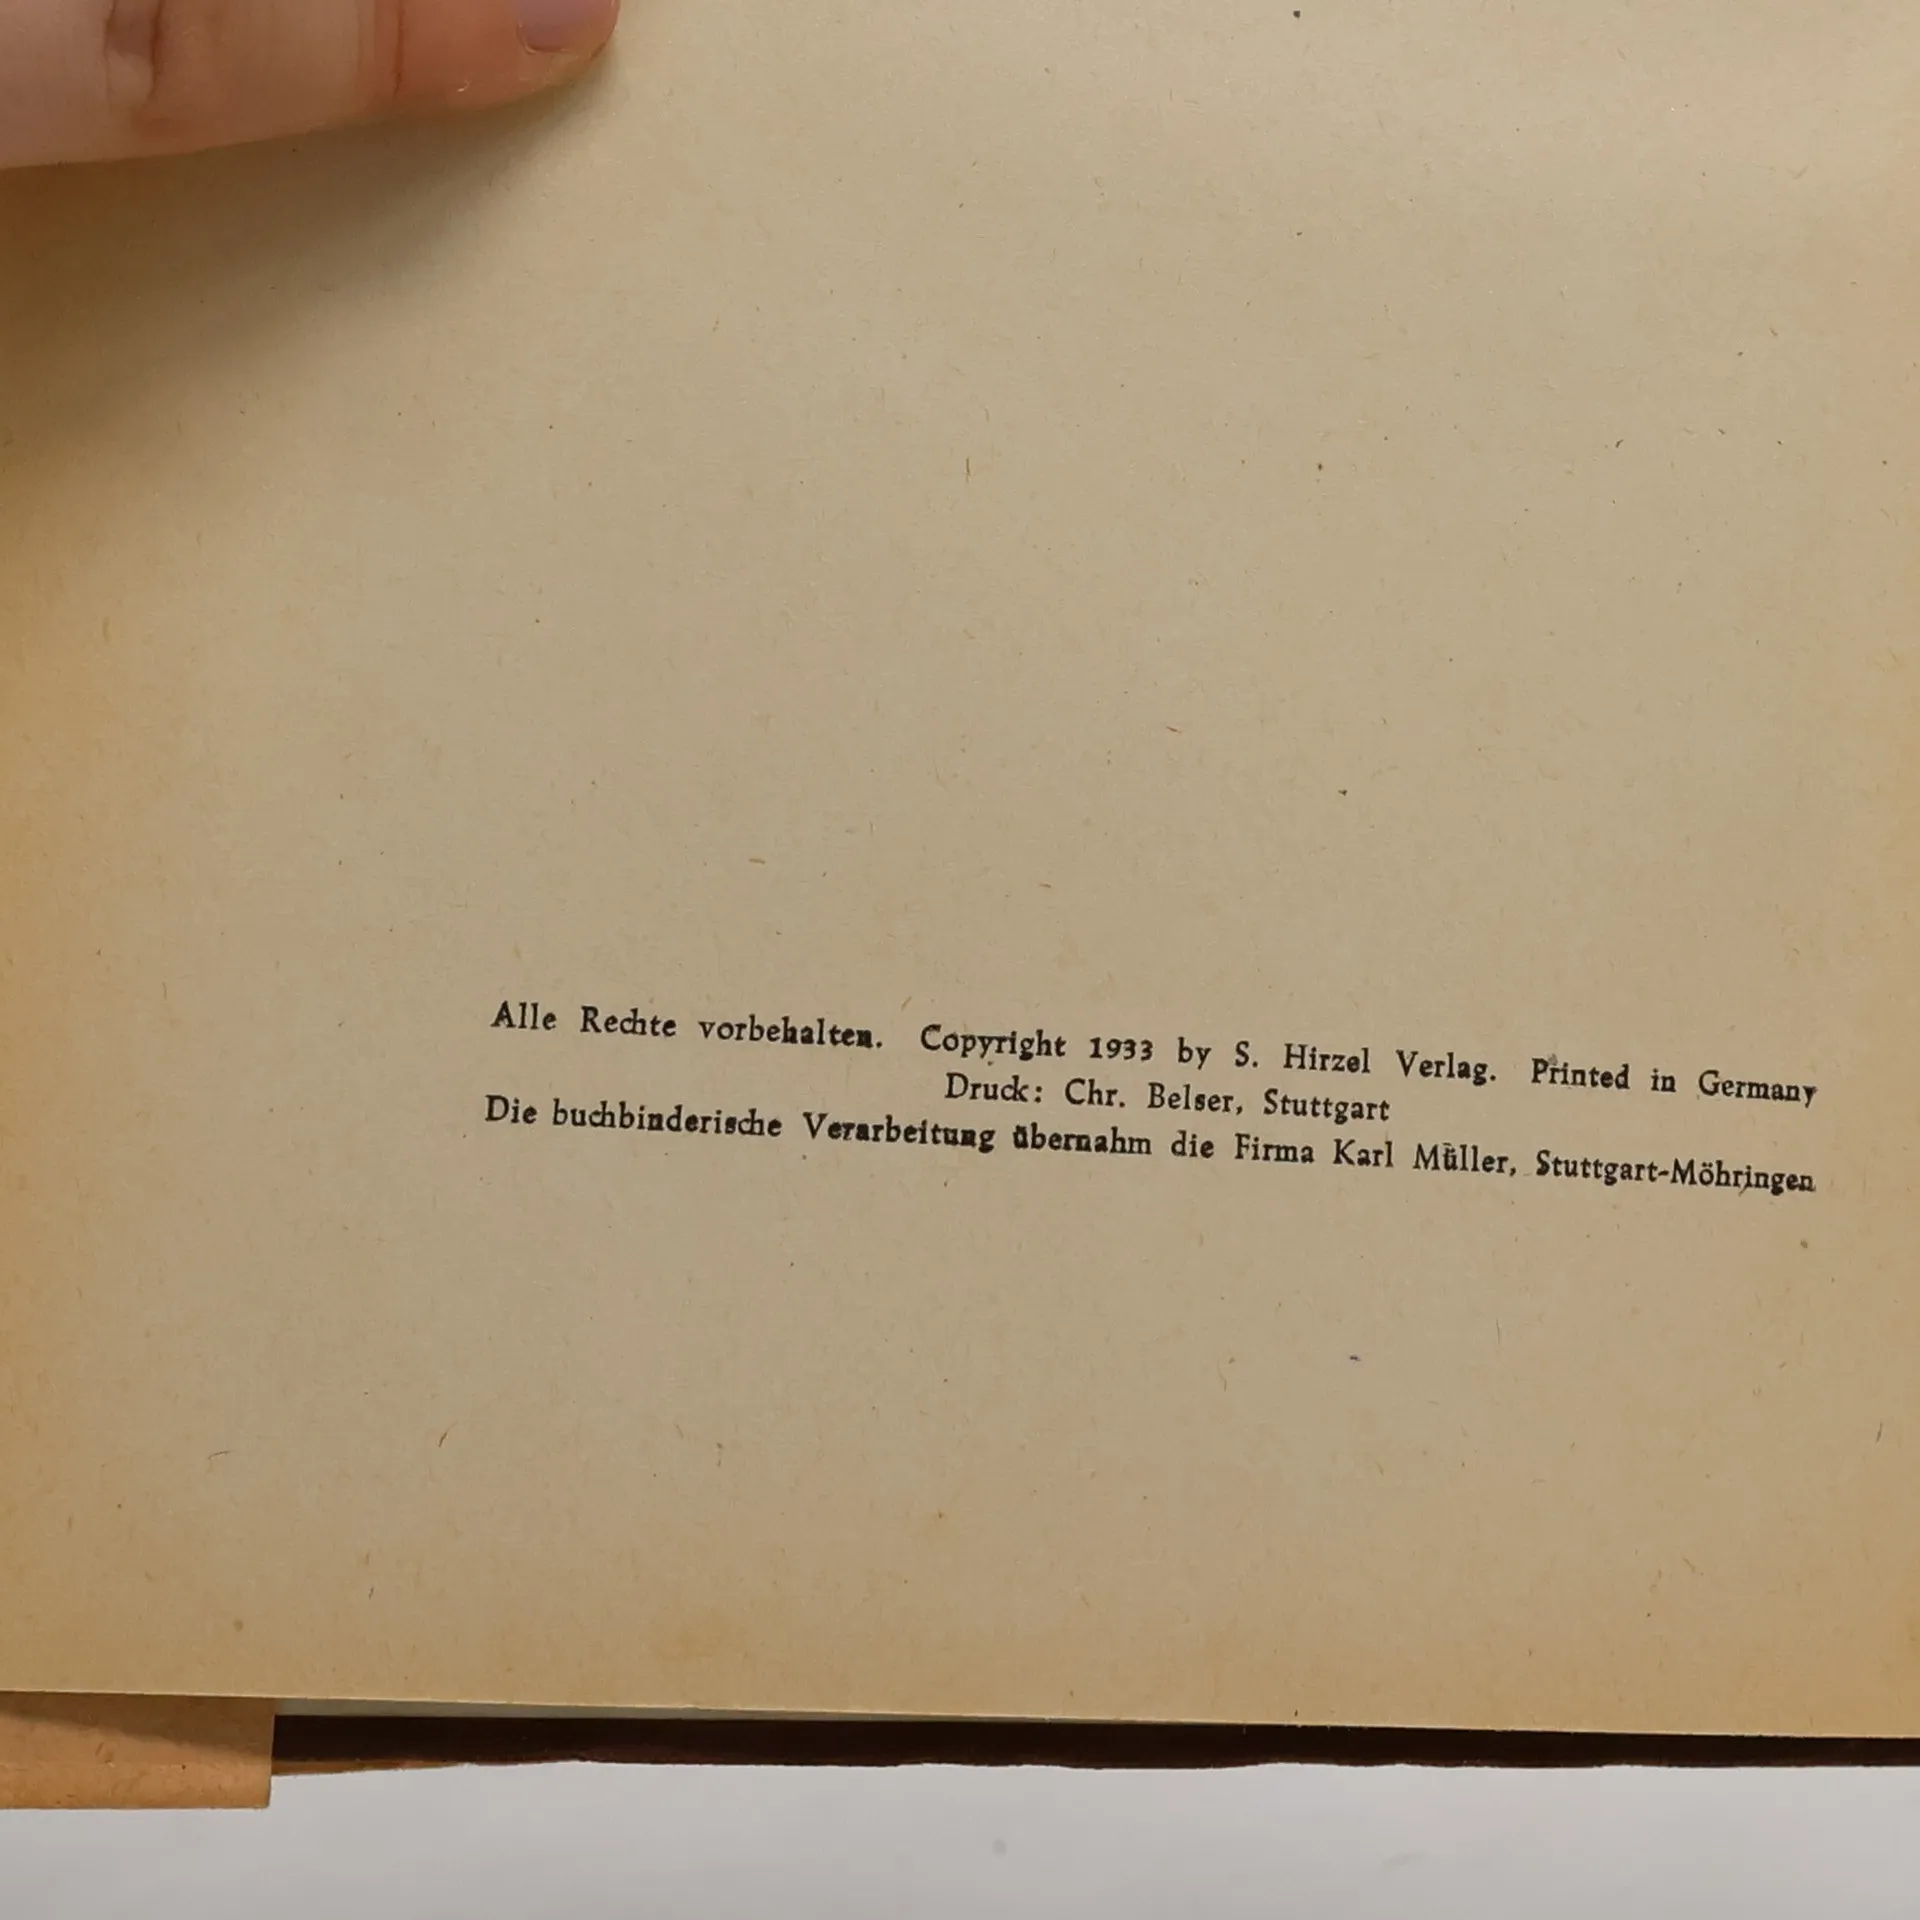 Alle Rechte vorbehalten. Copyright 1933 by S. Hirzel Verlag. Printed in Germany
Druck: Chr. Belser, Stuttgart
Die buchbinderische Verarbeitung übernahm die Firma Karl Müller, Stuttgart-Möhringen